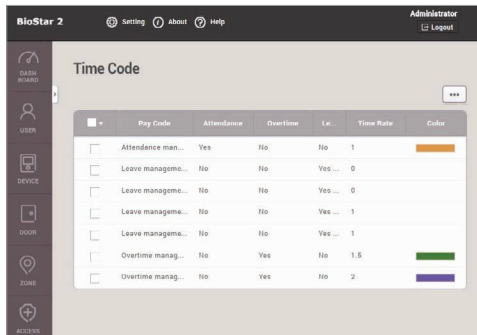 BioStar 2 Setting About Help Administrator
Logout
Time Code
DASH
BOARD
USER
DEVICE
DOOR
ZONE
ACCESS
Pay Code Attendance Overtime Le... Time Rate Color
Attendance man... Yes No No 1
Leave manageme... No No Yes ... 0
Leave manageme... No No Yes ... 0
Leave manageme... No No Yes ... 1
Leave manageme... No No Yes ... 1
Overtime manag... No Yes No 1.5
Overtime manag... No Yes No 2